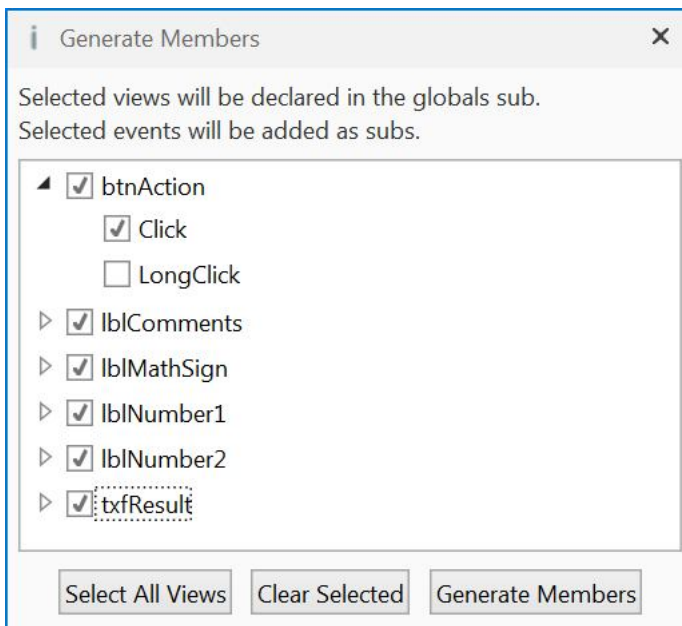 Generate Members
Selected views will be declared in the globals sub.
Selected events will be added as subs.
btnAction
Click
LongClick
lblComments
lblMathSign
lblNumber1
lblNumber2
txfResult
Select All Views Clear Selected Generate Members